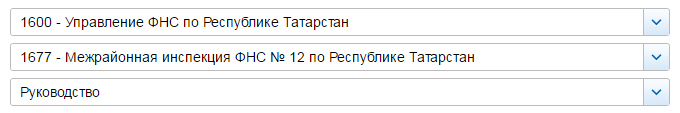 1600 - Управление ФНС по Республике Татарстан
1677 - Межрайонная инспекция ФНС № 12 по Республике Татарстан
Руководство